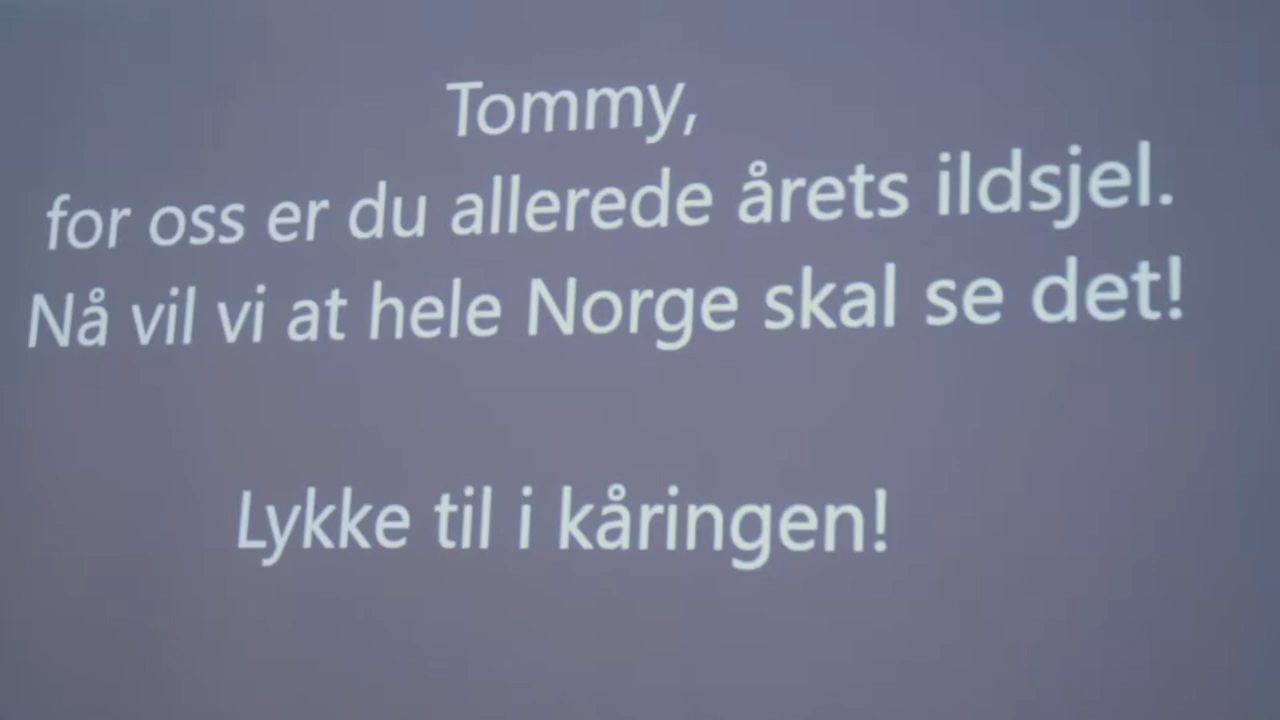 Tommy,
for oss er du allerede årets ildsjel.
Nå vil vi at hele Norge skal se det!
Lykke til i kåringen!